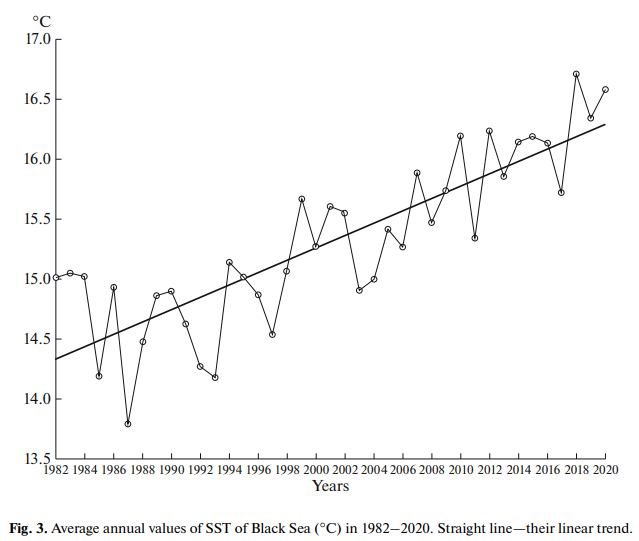 °C
17.0
16.5
16.0
15.5
15.0
14.5
14.0
13.5
1982 1984 1986 1988 1990 1992 1994 1996 1998 2000 2002 2004 2006 2008 2010 2012 2014 2016 2018 2020
Years
Fig. 3. Average annual values of SST of Black Sea (°C) in 1982–2020. Straight line—their linear trend.